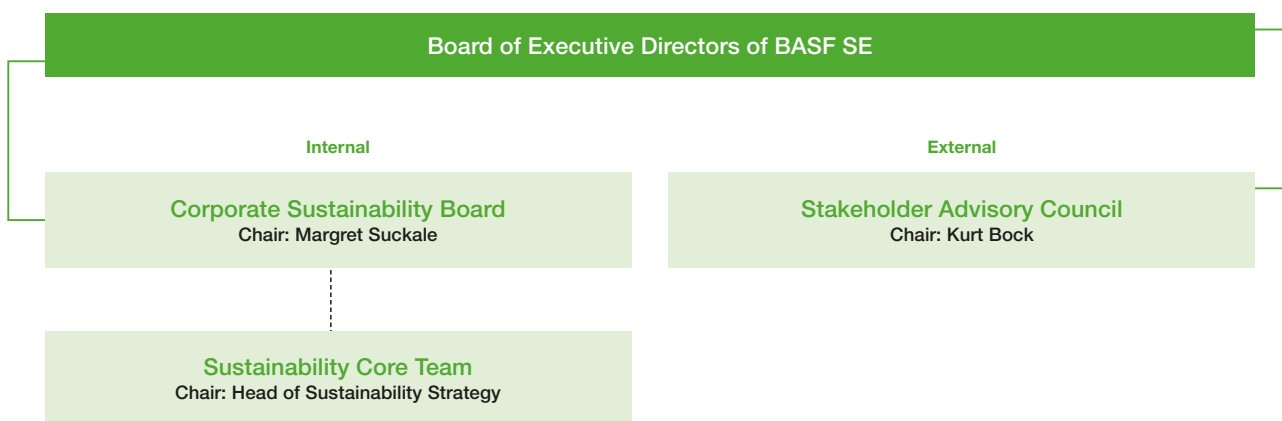 Board of Executive Directors of BASF SE
Internal
External
Corporate Sustainability Board
Chair: Margret Suckale
Stakeholder Advisory Council
Chair: Kurt Bock
Sustainability Core Team
Chair: Head of Sustainability Strategy